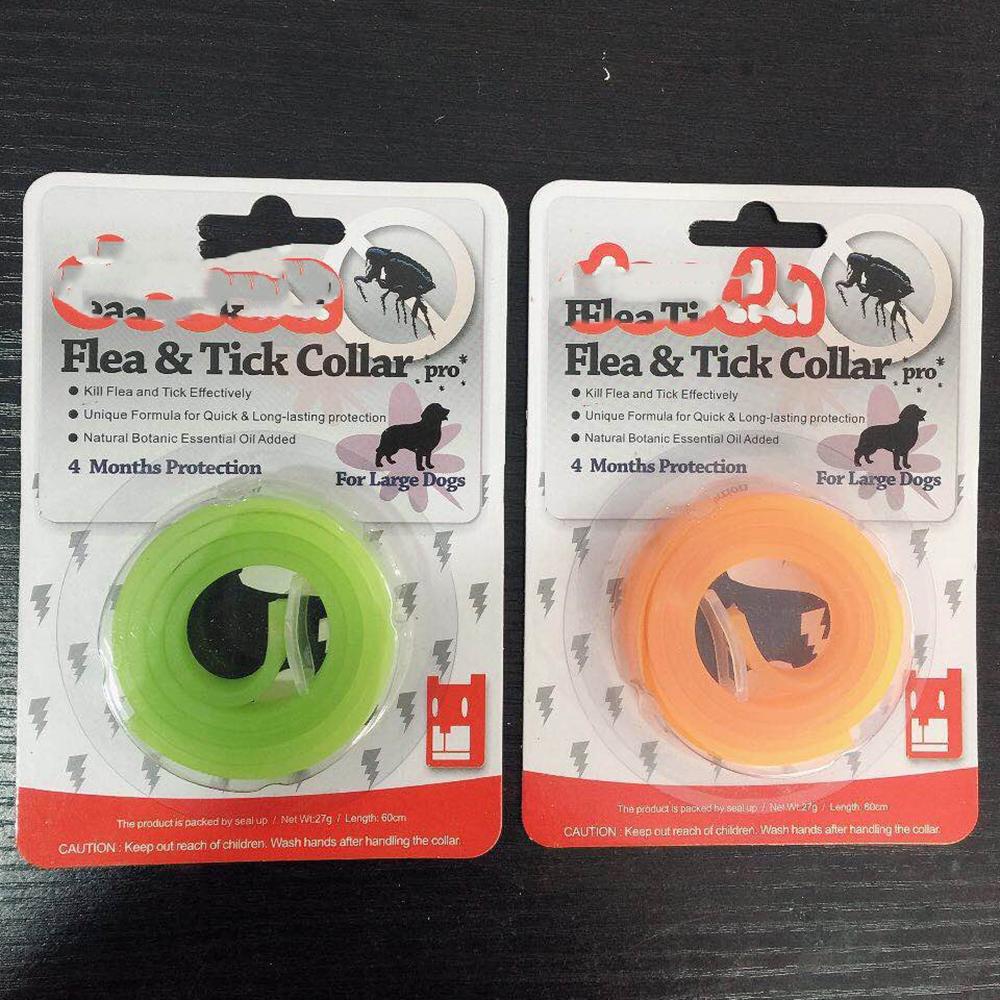 Flea & Tick Collar pro
Kill Flea and Tick Effectively
Unique Formula for Quick & Long-lasting protection
Natural Botanic Essential Oil Added
4 Months Protection
For Large Dogs
The product is packed by seal up / Net Wt:27g / Length: 60cm
CAUTION : Keep out reach of children. Wash hands after handling the collar.
Flea Ti
Flea & Tick Collar pro
Kill Flea and Tick Effectively
Unique Formula for Quick & Long-lasting protection
Natural Botanic Essential Oil Added
4 Months Protection
For Large Dogs
The product is packed by seal up / Net Wt:27g / Length: 60cm
CAUTION : Keep out reach of children. Wash hands after handling the collar.